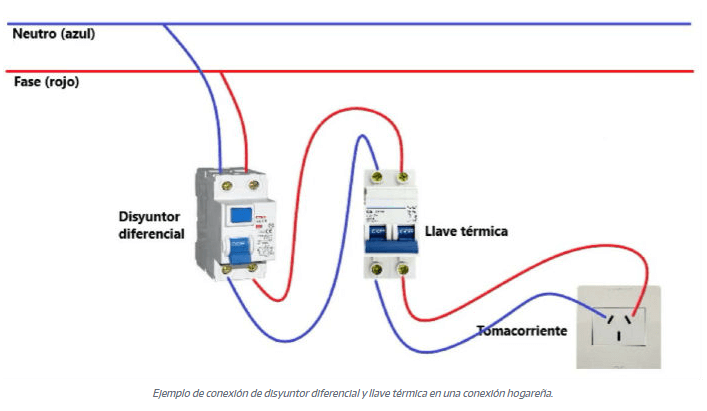 Neutro (azul)
Fase (rojo)
Disyuntor
diferencial
Llave térmica
Tomacorriente
Ejemplo de conexión de disyuntor diferencial y llave térmica en una conexión hogareña.